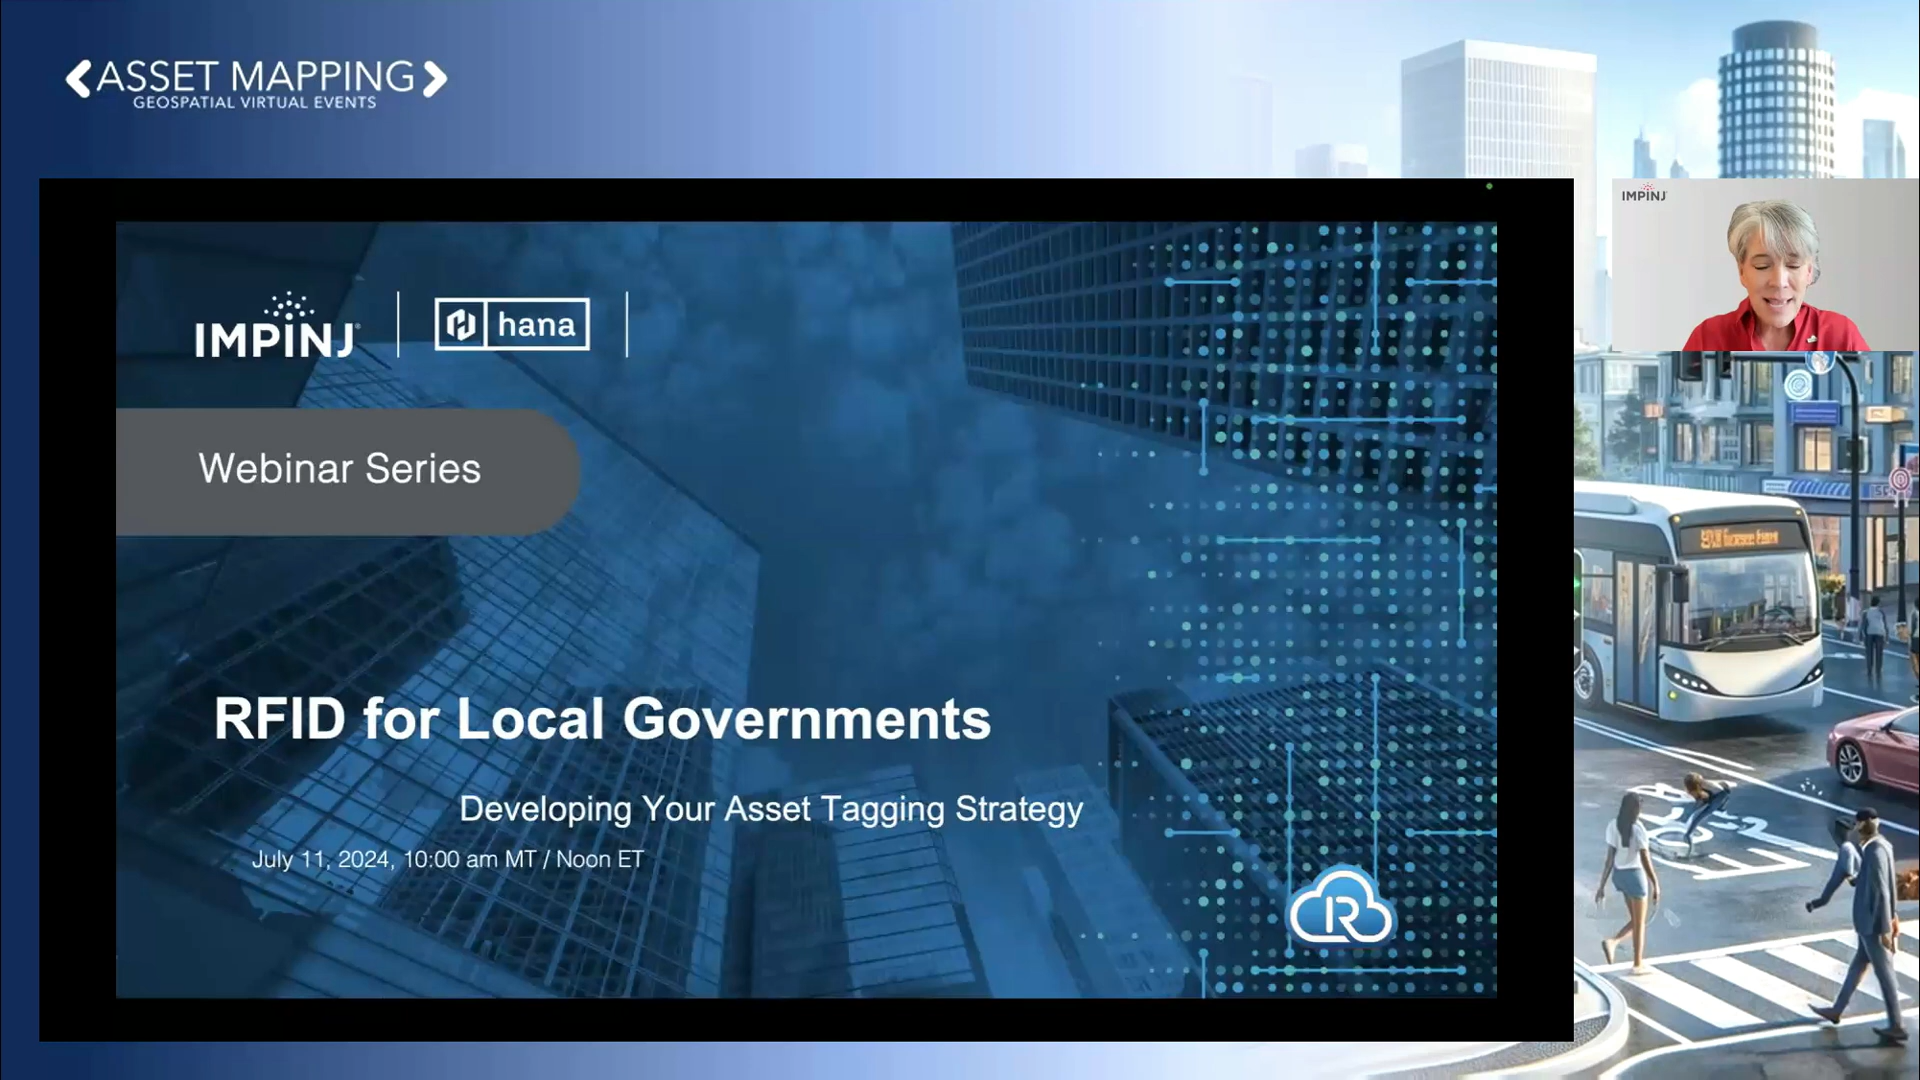 ASSET MAPPING
GEOSPATIAL VIRTUAL EVENTS
IMPINJ
IMPINJ
hana
Webinar Series
RFID for Local Governments
Developing Your Asset Tagging Strategy
July 11, 2024, 10:00 am MT / Noon ET
R